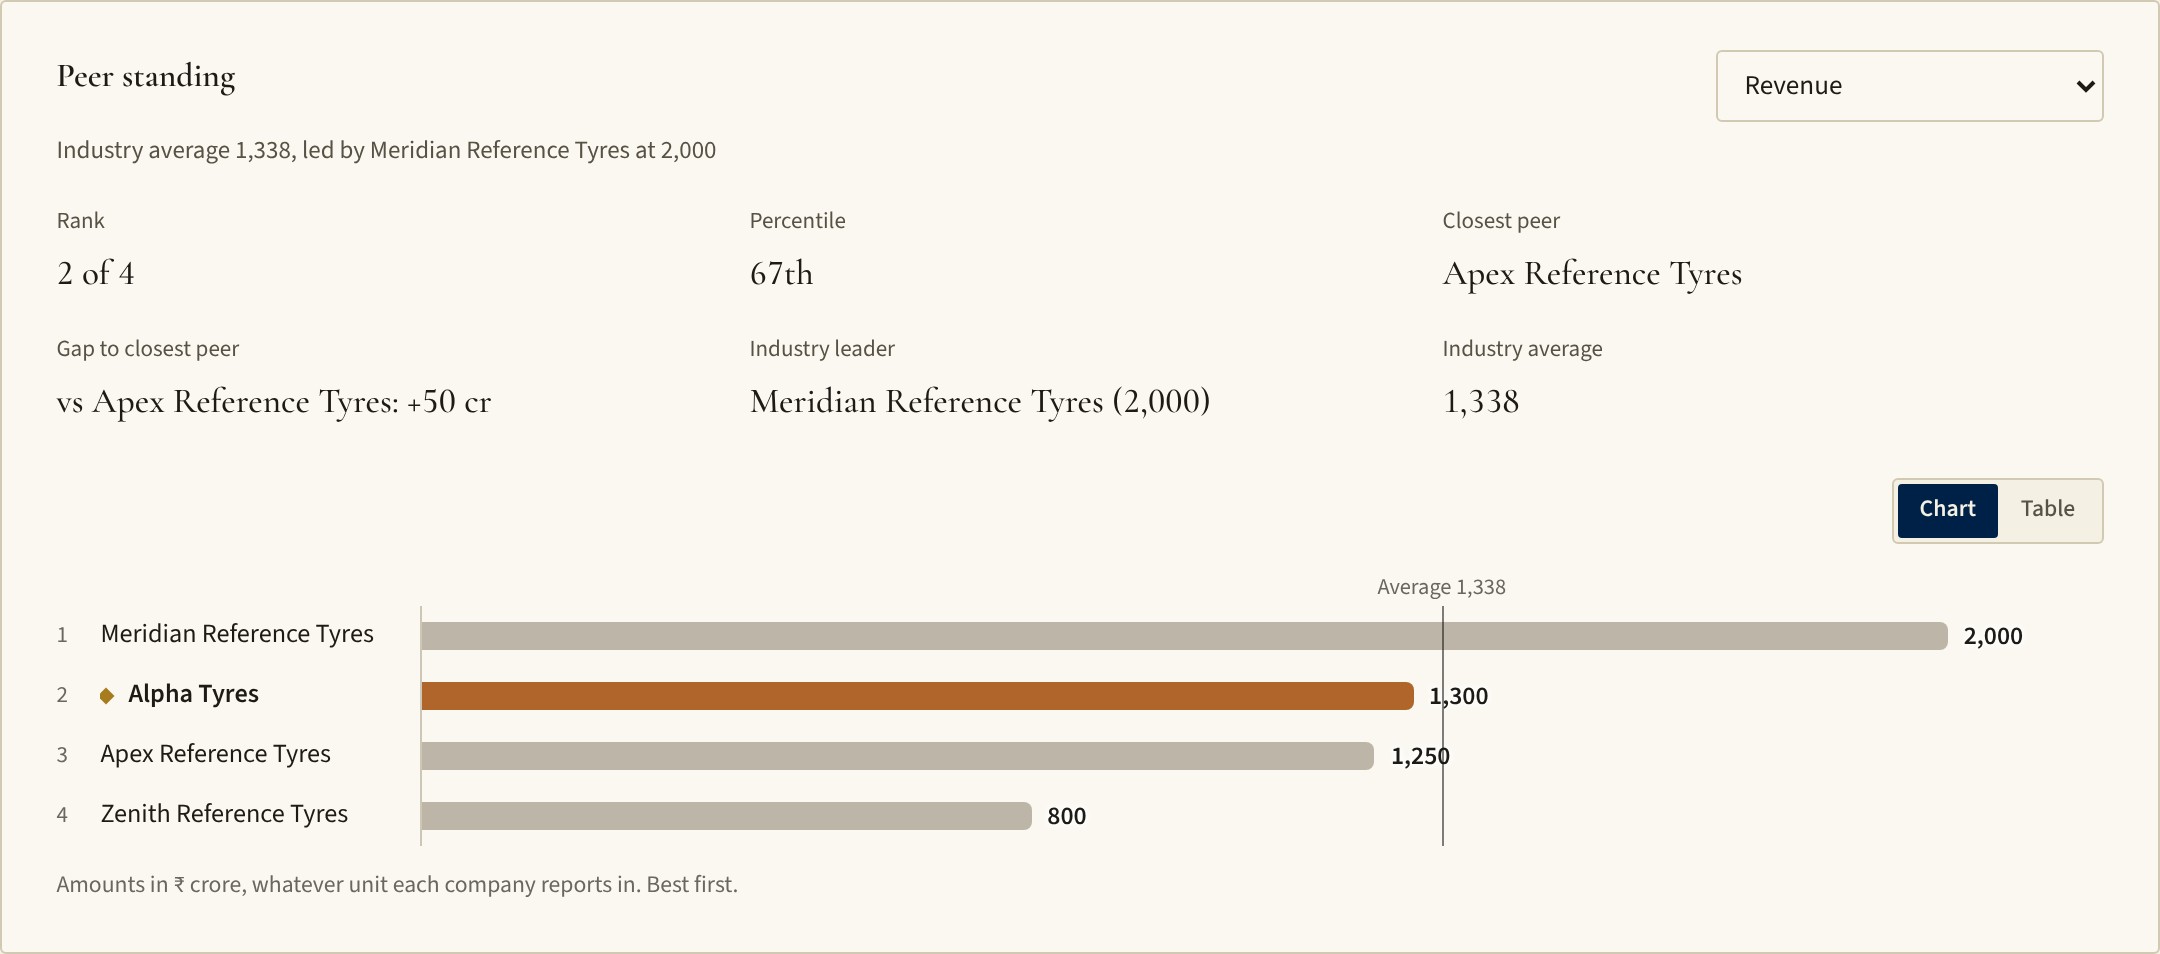 Peer standing
Revenue
Industry average 1,338, led by Meridian Reference Tyres at 2,000
Rank
2 of 4
Percentile
67th
Closest peer
Apex Reference Tyres
Gap to closest peer
vs Apex Reference Tyres: +50 cr
Industry leader
Meridian Reference Tyres (2,000)
Industry average
1,338
Chart
Table
Average 1,338
1 Meridian Reference Tyres 2,000
2 Alpha Tyres 1,300
3 Apex Reference Tyres 1,250
4 Zenith Reference Tyres 800
Amounts in ₹ crore, whatever unit each company reports in. Best first.